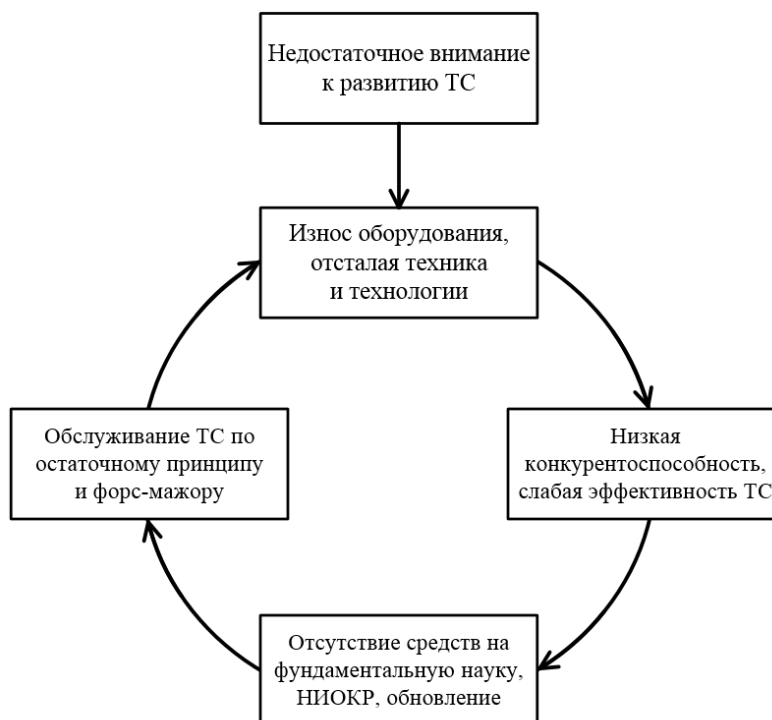 Недостаточное внимание
к развитию ТС
Износ оборудования,
отсталая техника
и технологии
Обслуживание ТС по
остаточному принципу
и форс-мажору
Низкая
конкурентоспособность,
слабая эффективность ТС
Отсутствие средств на
фундаментальную науку,
НИОКР, обновление